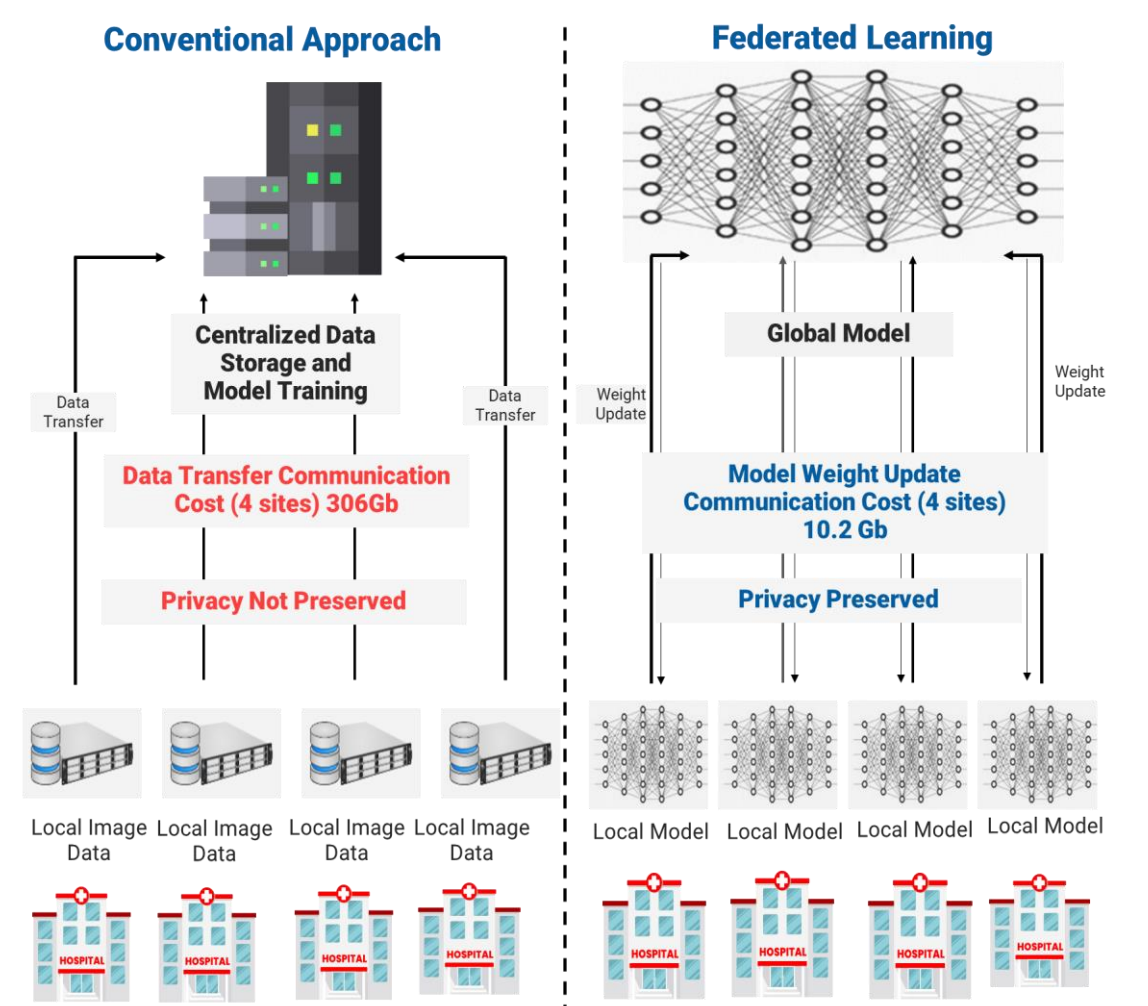 Conventional Approach
Centralized Data
Storage and
Model Training
Data
Transfer
Data
Transfer
Data Transfer Communication
Cost (4 sites) 306Gb
Privacy Not Preserved
Local Image
Data
Local Image
Data
Local Image
Data
Local Image
Data
HOSPITAL
HOSPITAL
HOSPITAL
HOSPITAL
Federated Learning
Global Model
Weight
Update
Weight
Update
Model Weight Update
Communication Cost (4 sites)
10.2 Gb
Privacy Preserved
Local Model
Local Model
Local Model
Local Model
HOSPITAL
HOSPITAL
HOSPITAL
HOSPITAL